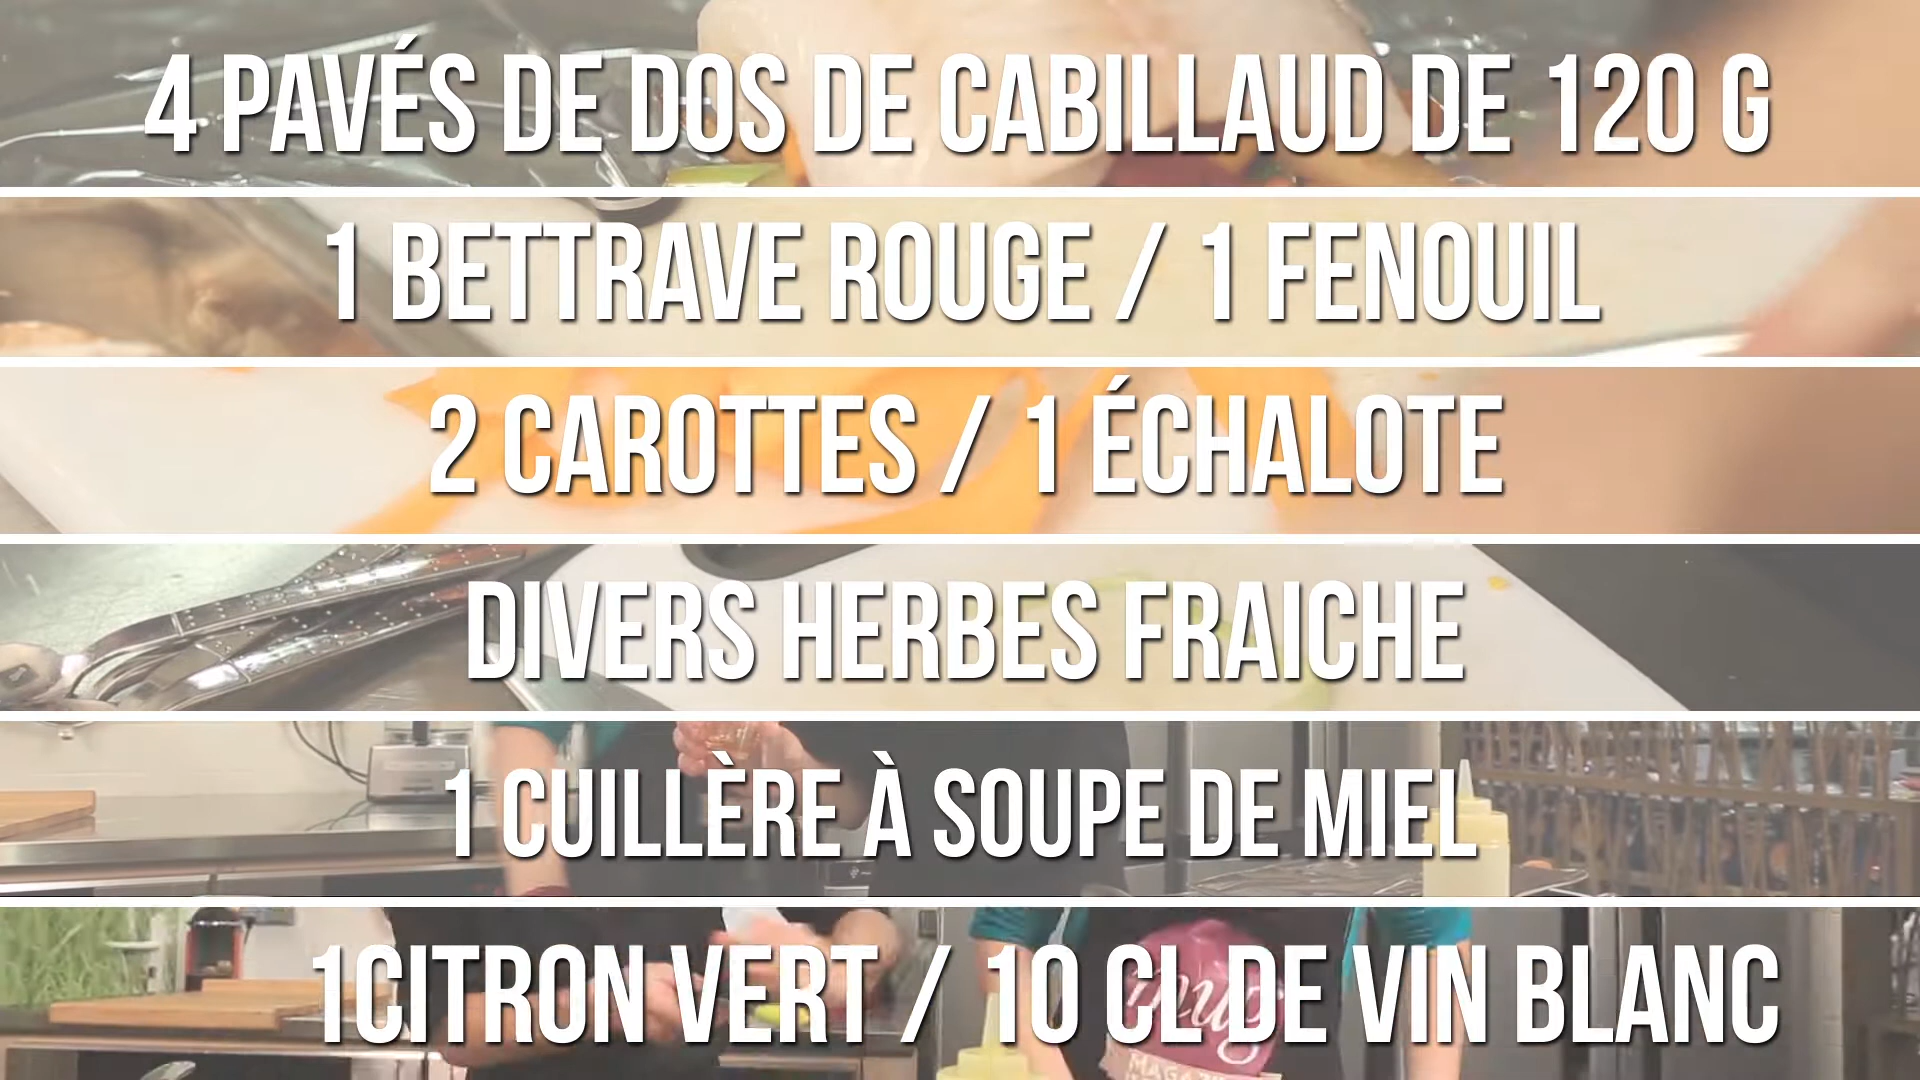 4 PAVÉS DE DOS DE CABILLAUD DE 120 G
1 BETTRAVE ROUGE / 1 FENOUIL
2 CAROTTES / 1 ÉCHALOTE
DIVERS HERBES FRAICHE
1 CUILLÈRE À SOUPE DE MIEL
1CITRON VERT / 10 CL DE VIN BLANC
mug